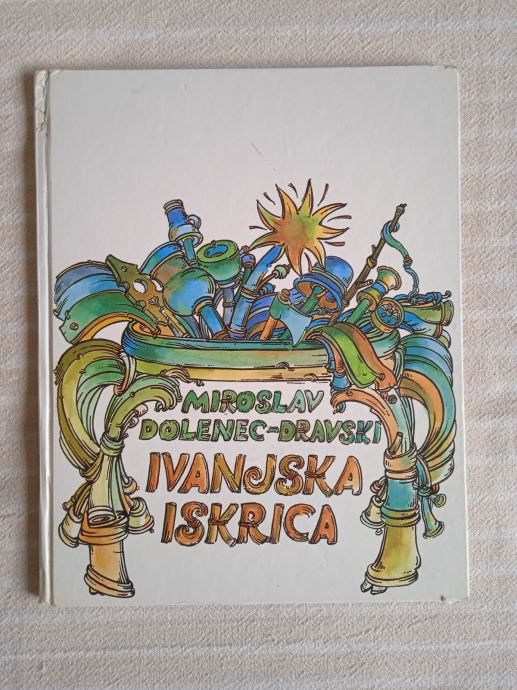 MIROSLAV
DOLENEC-DRAVSKI
IVANJSKA
ISKRICA